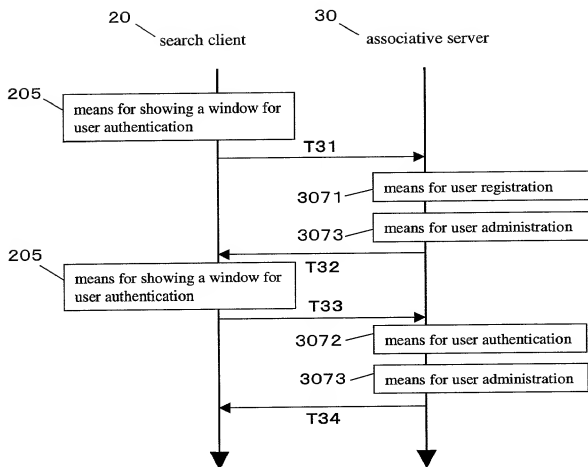 20
search client
30
associative server
205
means for showing a window for
user authentication
T31
3071
means for user registration
3073
means for user administration
T32
205
means for showing a window for
user authentication
T33
3072
means for user authentication
3073
means for user administration
T34